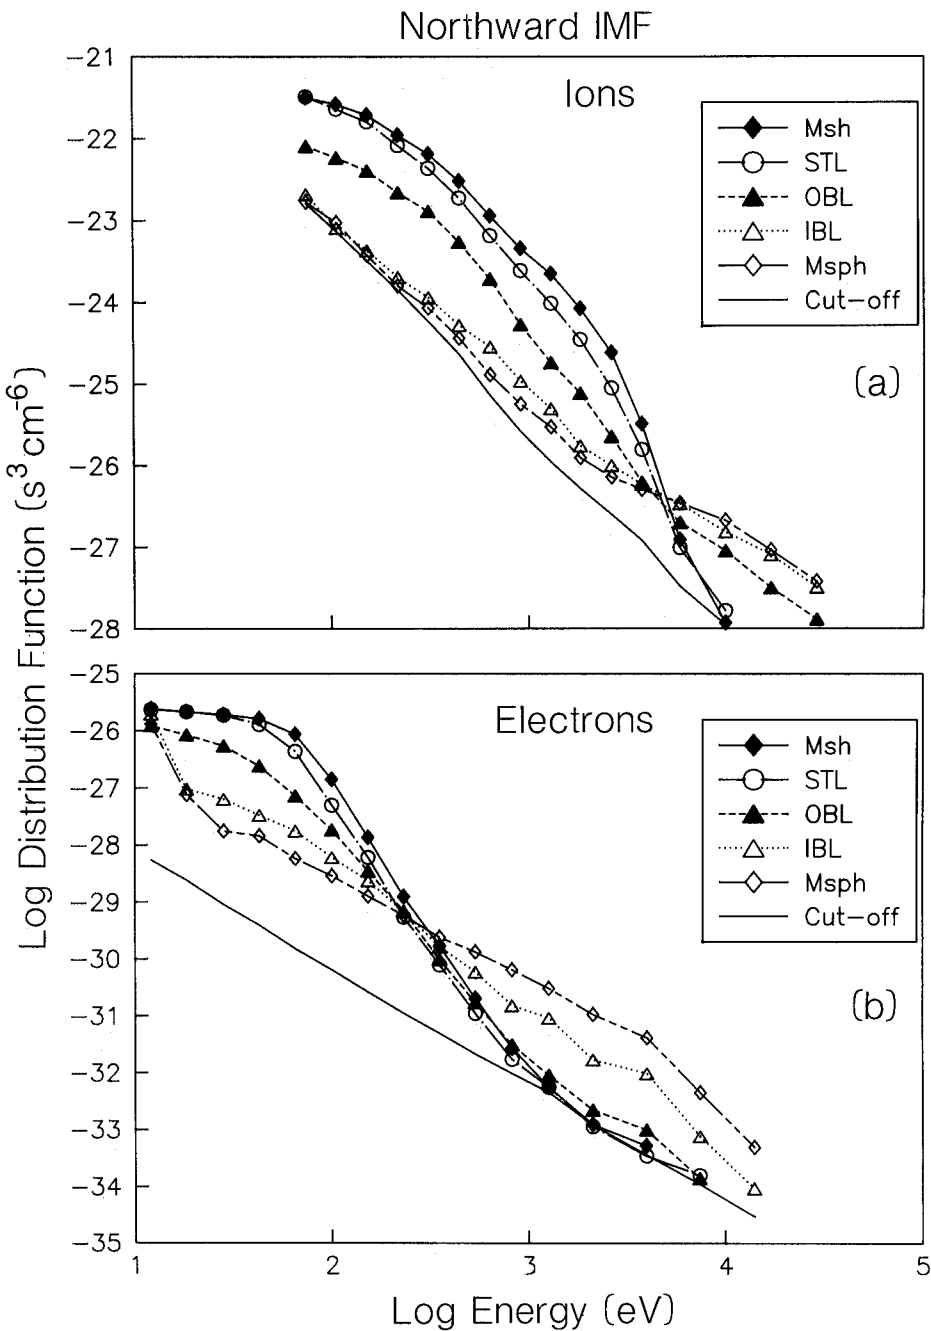 Northward IMF
Ions
Msh
STL
OBL
IBL
Msph
Cut-off
(a)
-21
-22
-23
-24
-25
-26
-27
-28
Log Distribution Function (s³cm⁻⁶)
Electrons
Msh
STL
OBL
IBL
Msph
Cut-off
(b)
-25
-26
-27
-28
-29
-30
-31
-32
-33
-34
-35
1 2 3 4 5
Log Energy (eV)